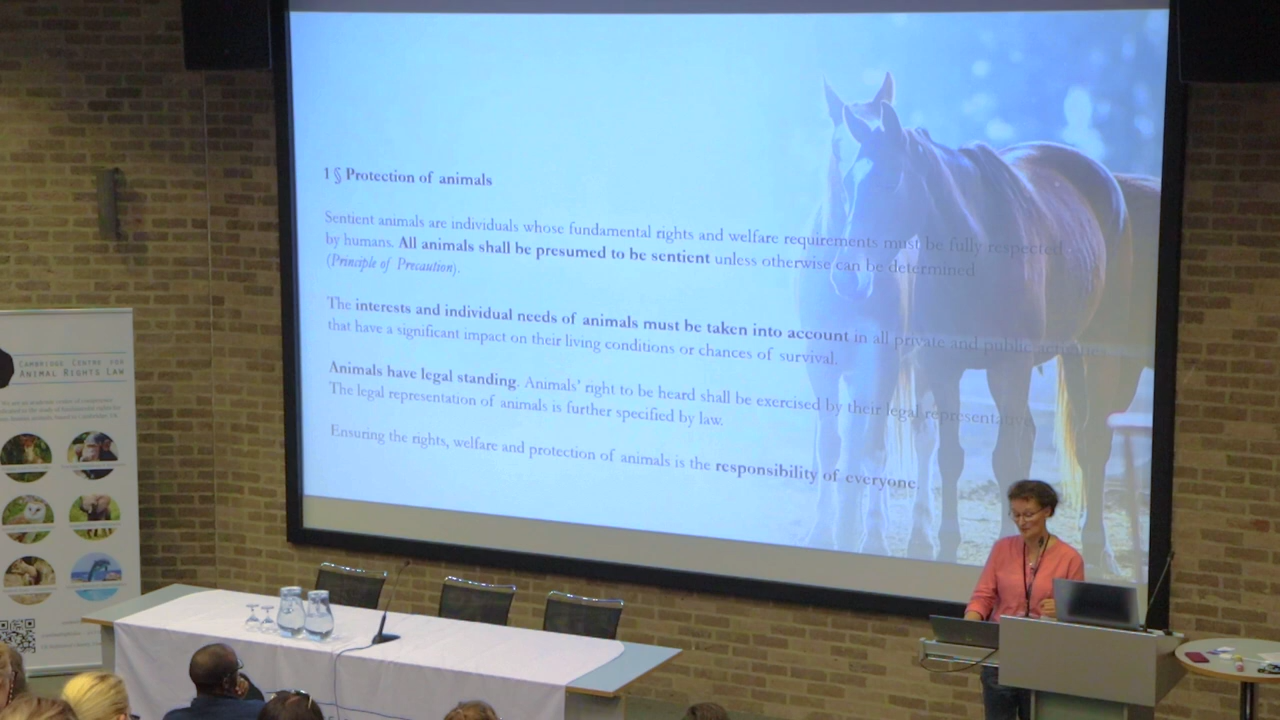 1 § Protection of animals
Sentient animals are individuals whose fundamental rights and welfare requirements must be fully respected
by humans. All animals shall be presumed to be sentient unless otherwise can be determined
(Principle of Precaution).
The interests and individual needs of animals must be taken into account in all private and public
that have a significant impact on their living conditions or chances of survival.
Animals have legal standing. Animals' right to be heard shall be exercised by their legal
The legal representation of animals is further specified by law.
Ensuring the rights, welfare and protection of animals is the responsibility of everyone.
CAMBRIDGE CENTRE FOR
ANIMAL RIGHTS LAW